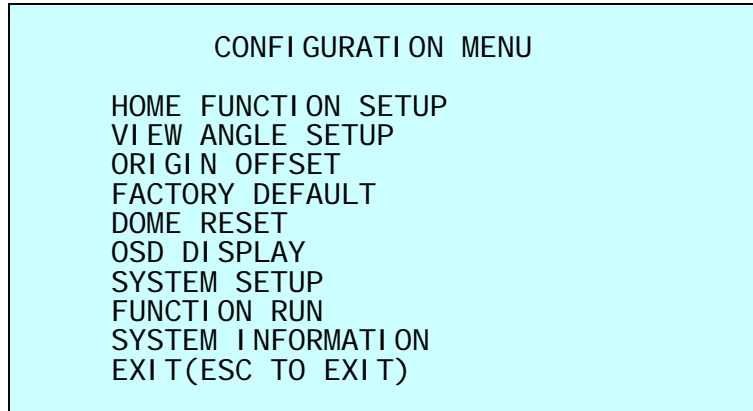 CONFIGURATION MENU
HOME FUNCTION SETUP
VIEW ANGLE SETUP
ORIGIN OFFSET
FACTORY DEFAULT
DOME RESET
OSD DISPLAY
SYSTEM SETUP
FUNCTION RUN
SYSTEM INFORMATION
EXIT(ESC TO EXIT)